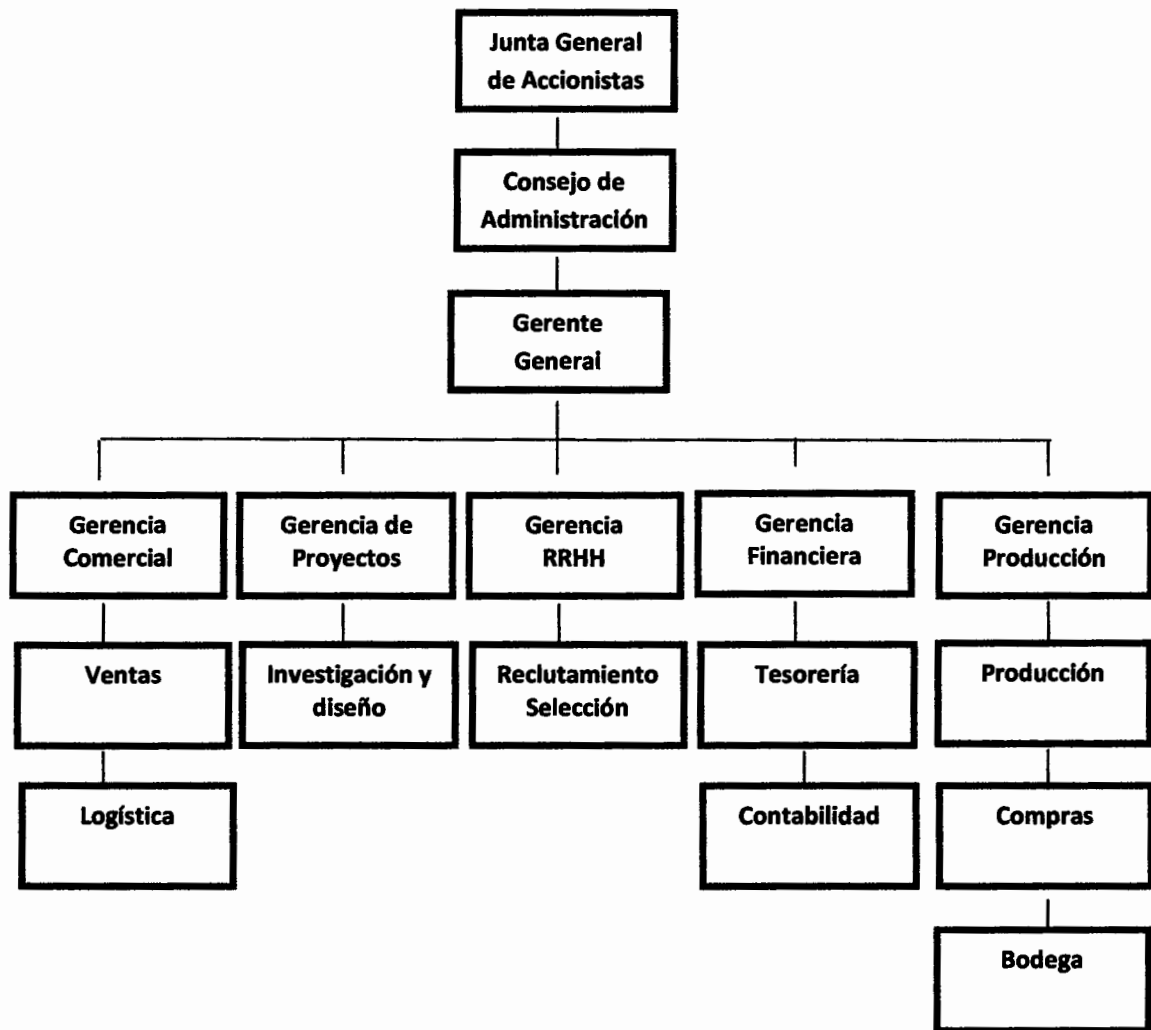 Junta General
de Accionistas
Consejo de
Administración
Gerente
General
Gerencia
Comercial
Gerencia de
Proyectos
Gerencia
RRHH
Gerencia
Financiera
Gerencia
Producción
Ventas
Investigación y
diseño
Reclutamiento
Selección
Tesorería
Producción
Logística
Contabilidad
Compras
Bodega